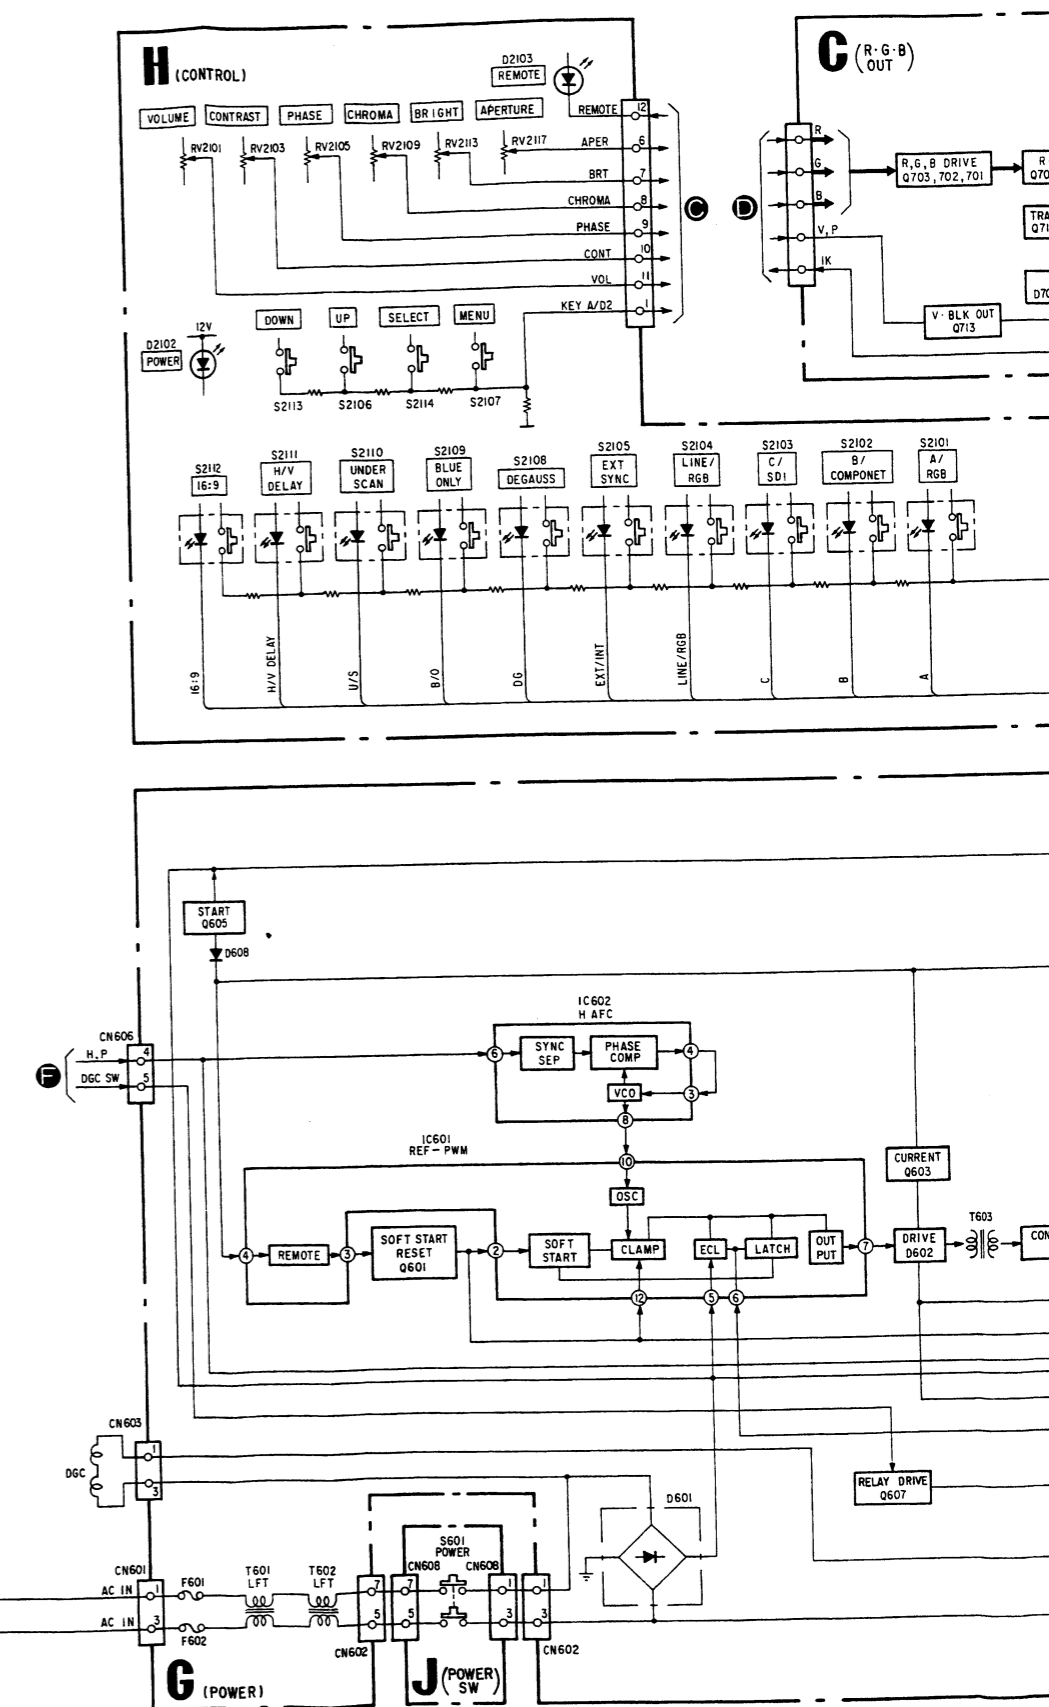 H (CONTROL)
D2103
REMOTE
VOLUME
CONTRAST
PHASE
CHROMA
BRIGHT
APERTURE
RV2101
RV2103
RV2105
RV2109
RV2113
RV2117
REMOTE 12
APER 6
BRT 7
CHROMA 8
PHASE 9
CONT 10
VOL 11
KEY A/D2 1
C
D2102
POWER
12V
DOWN
UP
SELECT
MENU
S2113
S2106
S2114
S2107
S2112
16:9
S2111
H/V
DELAY
S2110
UNDER
SCAN
S2109
BLUE
ONLY
S2108
DEGAUSS
S2105
EXT
SYNC
S2104
LINE/
RGB
S2103
C/
SDI
S2102
B/
COMPONET
S2101
A/
RGB
16:9
H/V DELAY
U/S
B/O
DG
EXT/INT
LINE/RGB
C
B
A
C (R·G·B)
OUT
D
R
G
B
V,P
IK
R,G,B DRIVE
Q703,702,701
R
Q70
TRA
Q71
D70
V·BLK OUT
Q713
START
Q605
D608
CN606
F
H.P 4
DGC SW 5
IC602
H AFC
6
SYNC
SEP
PHASE
COMP
4
VCO
3
8
IC601
REF-PWM
10
OSC
4
REMOTE
3
SOFT START
RESET
Q601
2
SOFT
START
CLAMP
ECL
LATCH
OUT
PUT
7
12
5
6
CURRENT
Q603
DRIVE
D602
T603
CON
CN603
1
DGC
3
RELAY DRIVE
Q607
D601
S601
POWER
CN601
AC IN 1
AC IN 3
F601
F602
T601
LFT
T602
LFT
7
5
CN602
CN608
7
5
CN608
1
3
1
3
CN602
G (POWER)
J (POWER
SW)